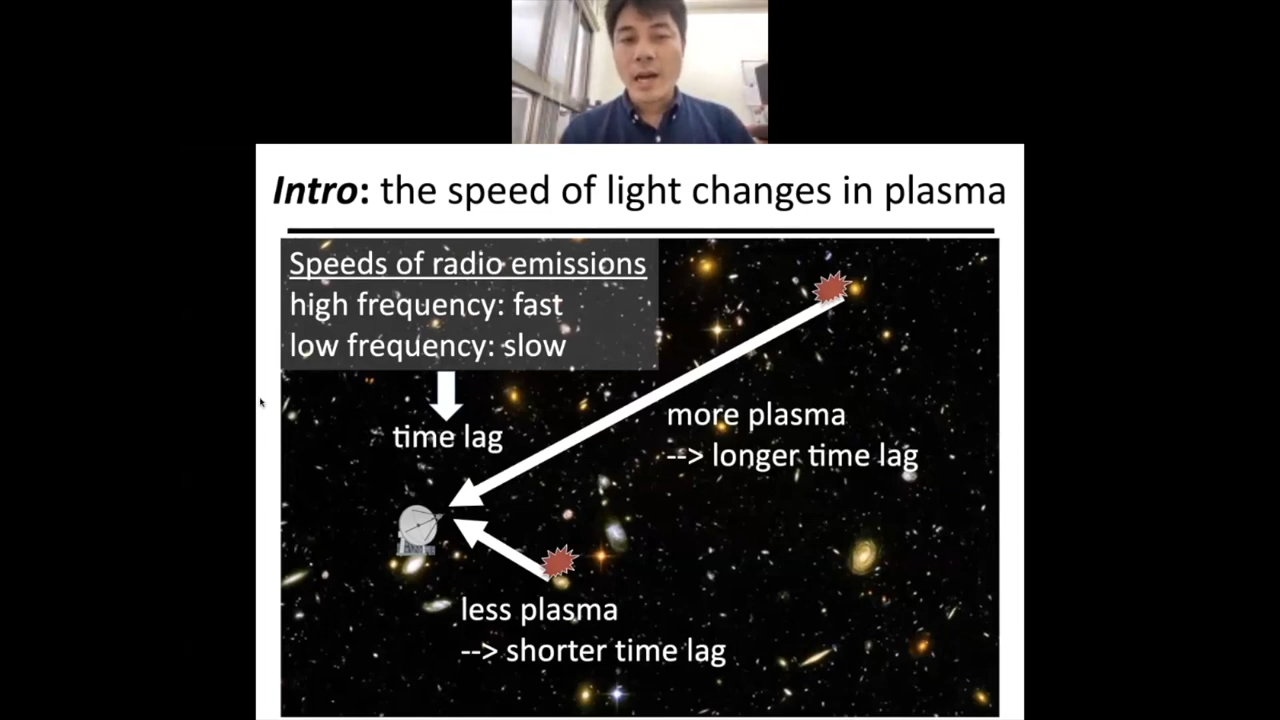 Intro: the speed of light changes in plasma
Speeds of radio emissions
high frequency: fast
low frequency: slow
time lag
more plasma
--> longer time lag
less plasma
--> shorter time lag